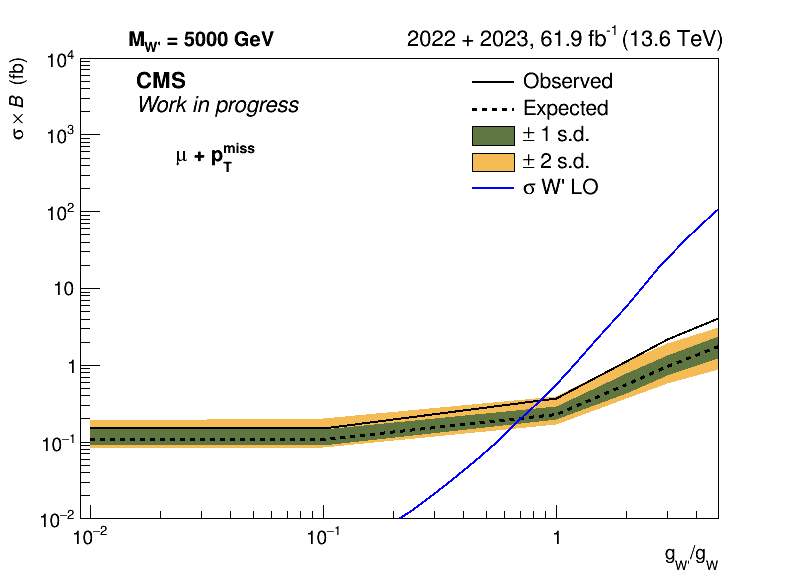 M_W' = 5000 GeV
2022 + 2023, 61.9 fb⁻¹ (13.6 TeV)
σ × B (fb)
CMS
Work in progress
μ + p_T^miss
Observed
Expected
± 1 s.d.
± 2 s.d.
σ W' LO
10⁴
10³
10²
10
1
10⁻¹
10⁻²
10⁻² 10⁻¹ 1
g_W'/g_W